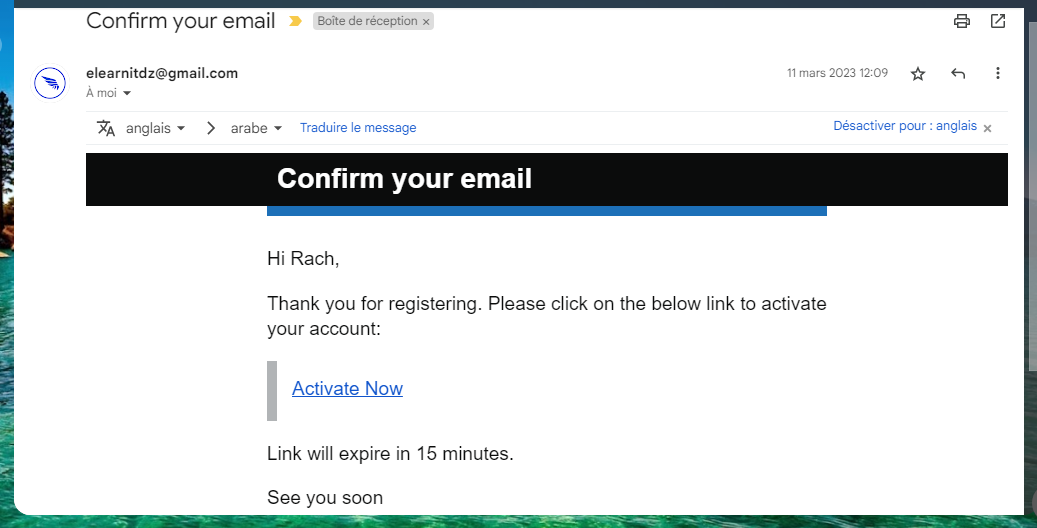 Confirm your email
Boîte de réception ×
elearnitdz@gmail.com
11 mars 2023 12:09
À moi
anglais
arabe
Traduire le message
Désactiver pour : anglais ×
Confirm your email
Hi Rach,
Thank you for registering. Please click on the below link to activate
your account:
Activate Now
Link will expire in 15 minutes.
See you soon